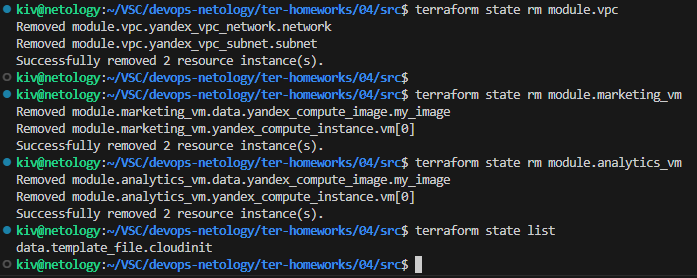 kiv@netology:~/VSC/devops-netology/ter-homeworks/04/src$ terraform state rm module.vpc
Removed module.vpc.yandex_vpc_network.network
Removed module.vpc.yandex_vpc_subnet.subnet
Successfully removed 2 resource instance(s).
kiv@netology:~/VSC/devops-netology/ter-homeworks/04/src$
kiv@netology:~/VSC/devops-netology/ter-homeworks/04/src$ terraform state rm module.marketing_vm
Removed module.marketing_vm.data.yandex_compute_image.my_image
Removed module.marketing_vm.yandex_compute_instance.vm[0]
Successfully removed 2 resource instance(s).
kiv@netology:~/VSC/devops-netology/ter-homeworks/04/src$ terraform state rm module.analytics_vm
Removed module.analytics_vm.data.yandex_compute_image.my_image
Removed module.analytics_vm.yandex_compute_instance.vm[0]
Successfully removed 2 resource instance(s).
kiv@netology:~/VSC/devops-netology/ter-homeworks/04/src$ terraform state list
data.template_file.cloudinit
kiv@netology:~/VSC/devops-netology/ter-homeworks/04/src$